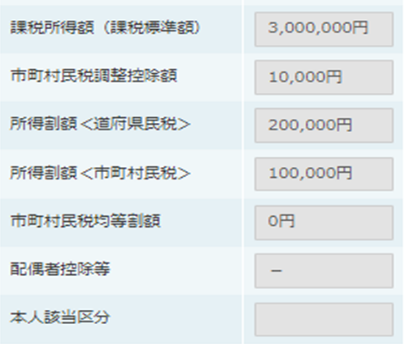 課税所得額（課税標準額） 3,000,000円
市町村民税調整控除額 10,000円
所得割額＜道府県民税＞ 200,000円
所得割額＜市町村民税＞ 100,000円
市町村民税均等割額 0円
配偶者控除等 －
本人該当区分